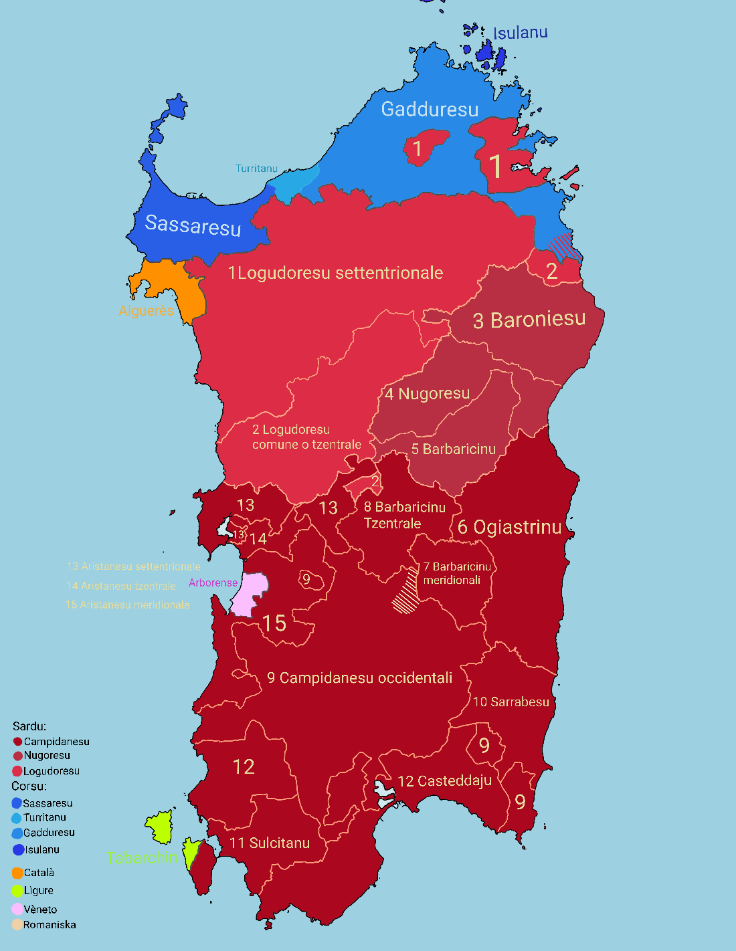 Isulanu
Gadduresu
1
1
Turritanu
Sassaresu
1Logudoresu settentrionale
2
Alguerés
3 Baroniesu
4 Nugoresu
2 Logudoresu
comune o tzentrale
5 Barbaricinu
2
13
13
8 Barbaricinu
Tzentrale
6 Ogiastrinu
13
14
13 Aristanesu settentrionale
14 Aristanesu tzentrale
15 Aristanesu meridionale
Arborense
9
7 Barbaricinu
meridionali
15
9 Campidanesu occidentali
10 Sarrabesu
9
12
12 Casteddaju
9
11 Sulcitanu
Tabarchin
Sardu:
Campidanesu
Nugoresu
Logudoresu
Corsu:
Sassaresu
Turritanu
Gadduresu
Isulanu
Català
Lìgure
Vèneto
Romaniska